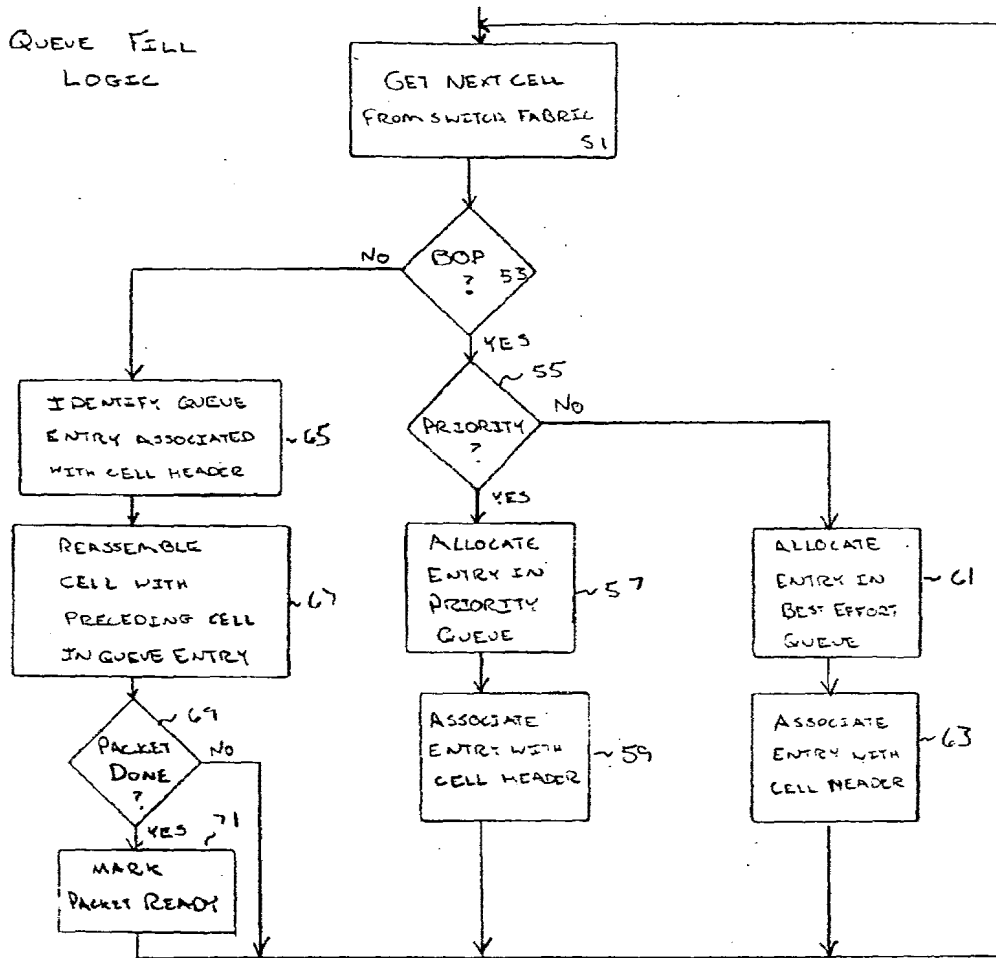 QUEUE FILL
LOGIC
GET NEXT CELL
FROM SWITCH FABRIC
51
BOP
?
53
NO
YES
55
PRIORITY
?
NO
YES
IDENTIFY QUEUE
ENTRY ASSOCIATED
WITH CELL HEADER
65
REASSEMBLE
CELL WITH
PRECEDING CELL
IN QUEUE ENTRY
67
69
PACKET
DONE
?
NO
YES
71
MARK
PACKET READY
ALLOCATE
ENTRY IN
PRIORITY
QUEUE
57
ASSOCIATE
ENTRY WITH
CELL HEADER
59
ALLOCATE
ENTRY IN
BEST EFFORT
QUEUE
61
ASSOCIATE
ENTRY WITH
CELL HEADER
63